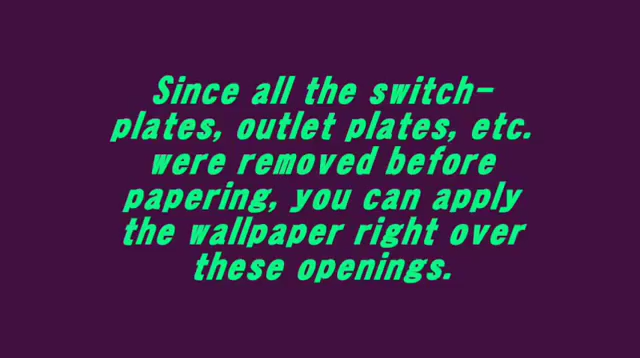 Since all the switch-
plates, outlet plates, etc.
were removed before
papering, you can apply
the wallpaper right over
these openings.